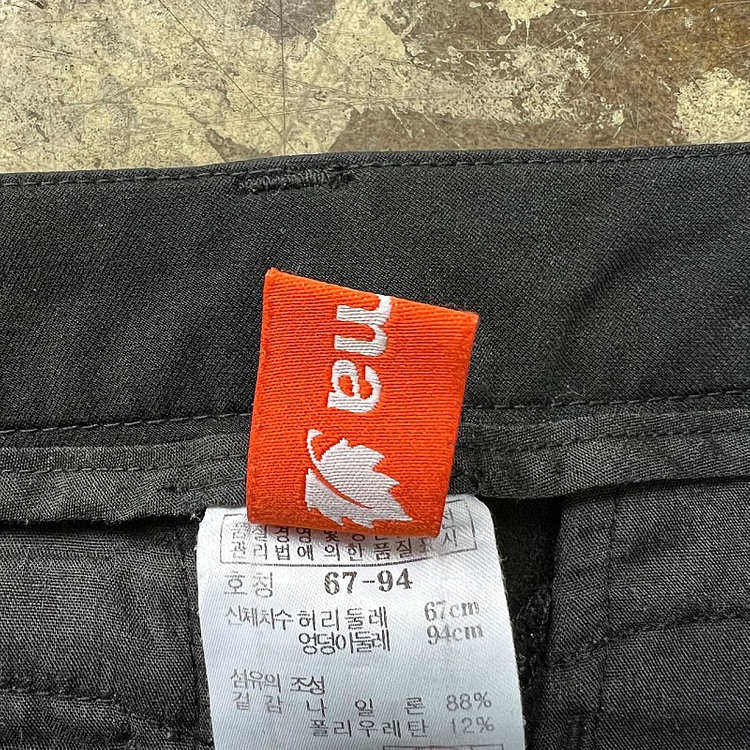 na
관리법에 의한 품질표시
호칭 67-94
신체치수 허리둘레 67cm
엉덩이둘레 94cm
섬유의 조성
겉감 나일론 88%
폴리우레탄 12%